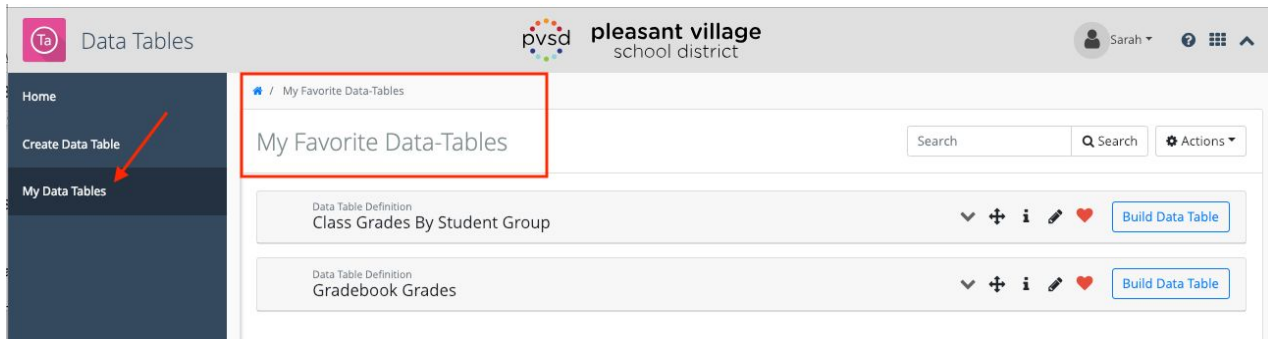 Ta
Data Tables
pvsd
pleasant village
school district
Sarah
Home
Create Data Table
My Data Tables
/ My Favorite Data-Tables
My Favorite Data-Tables
Search
Search
Actions
Data Table Definition
Class Grades By Student Group
i
Build Data Table
Data Table Definition
Gradebook Grades
i
Build Data Table